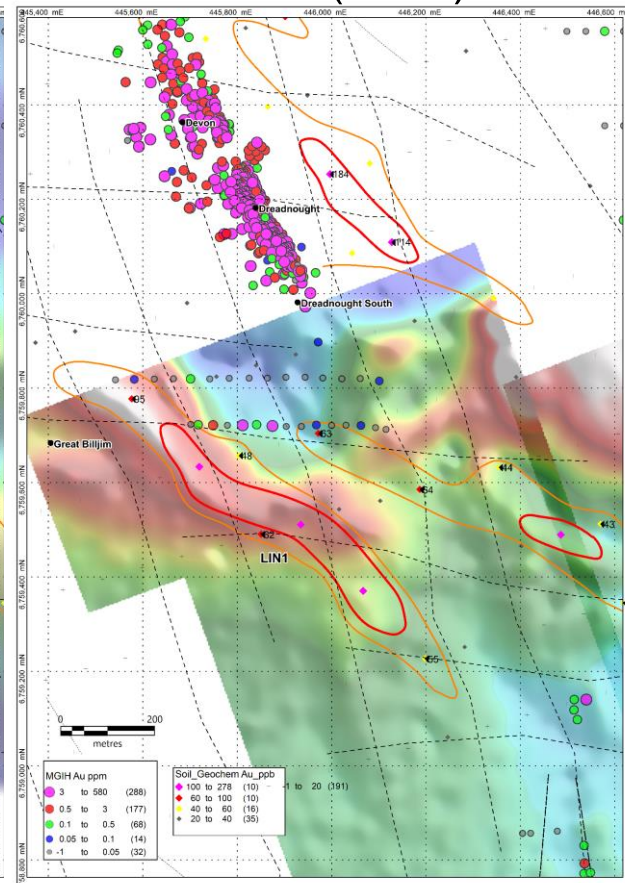 445,400 mE
445,600 mE
445,800 mE
446,000 mE
446,200 mE
446,400 mE
446,600 mE
6,760,600 mN
6,760,400 mN
6,760,200 mN
6,760,000 mN
6,759,800 mN
6,759,600 mN
6,759,400 mN
6,759,200 mN
6,759,000 mN
6,758,800 mN
Devon
184
Dreadnought
114
Dreadnought South
95
Great Billjim
48
44
43
LIN1
0 200
metres
MGIH Au ppm
3 to 580 (288)
0.5 to 3 (177)
0.1 to 0.5 (68)
0.05 to 0.1 (14)
-1 to 0.05 (32)
Soil_Geochem Au_ppb
100 to 278 (10)
-1 to 20 (191)
60 to 100 (10)
40 to 60 (16)
20 to 40 (35)